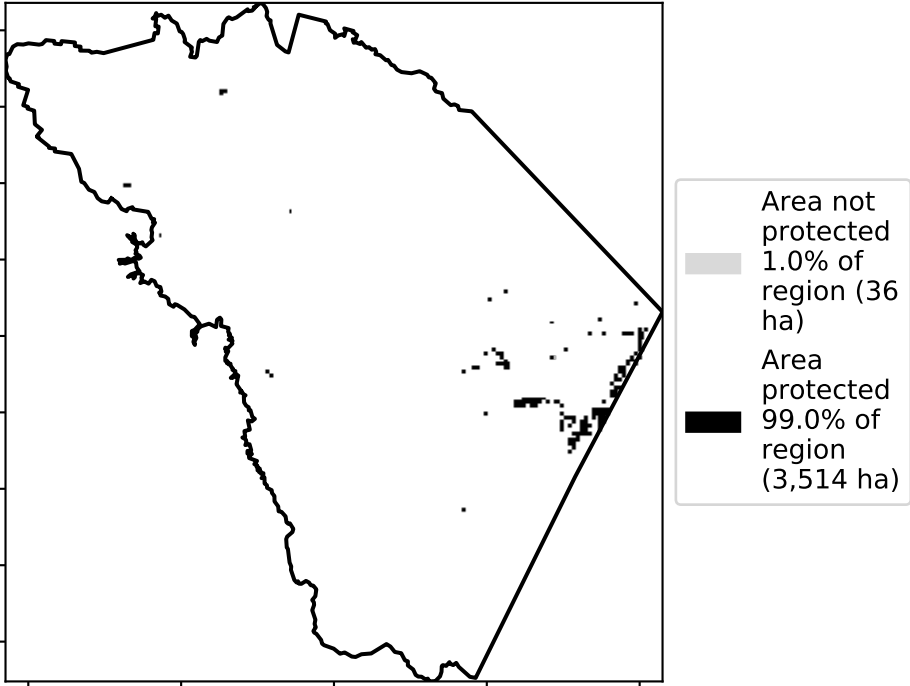 Area not
protected
1.0% of
region (36
ha)
Area
protected
99.0% of
region
(3,514 ha)